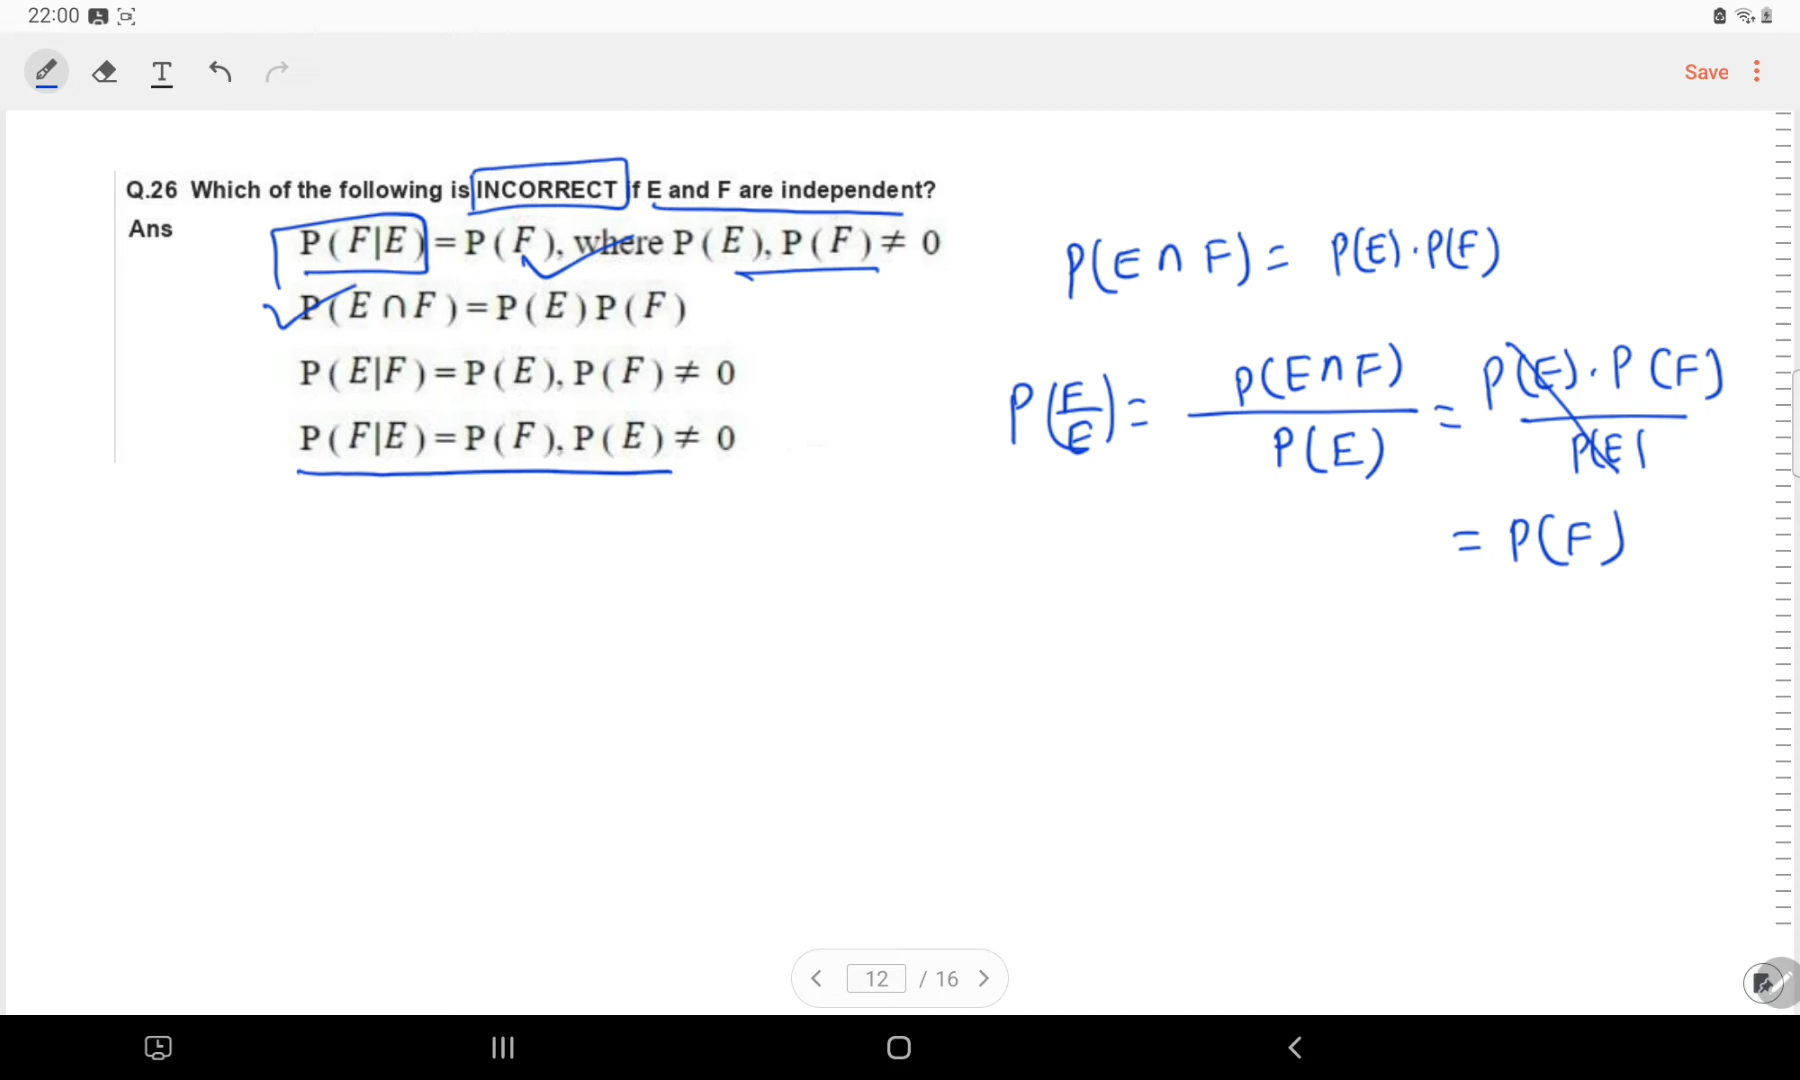 22:00
Save
Q.26 Which of the following is INCORRECT if E and F are independent?
Ans
P(F|E) = P(F), where P(E), P(F) ≠ 0
P(E ∩ F) = P(E)P(F)
P(E|F) = P(E), P(F) ≠ 0
P(F|E) = P(F), P(E) ≠ 0
P(E ∩ F) = P(E) . P(F)
P(F/E) = P(E ∩ F)/P(E) = P(E) . P(F)/P(E)
= P(F)
12 / 16